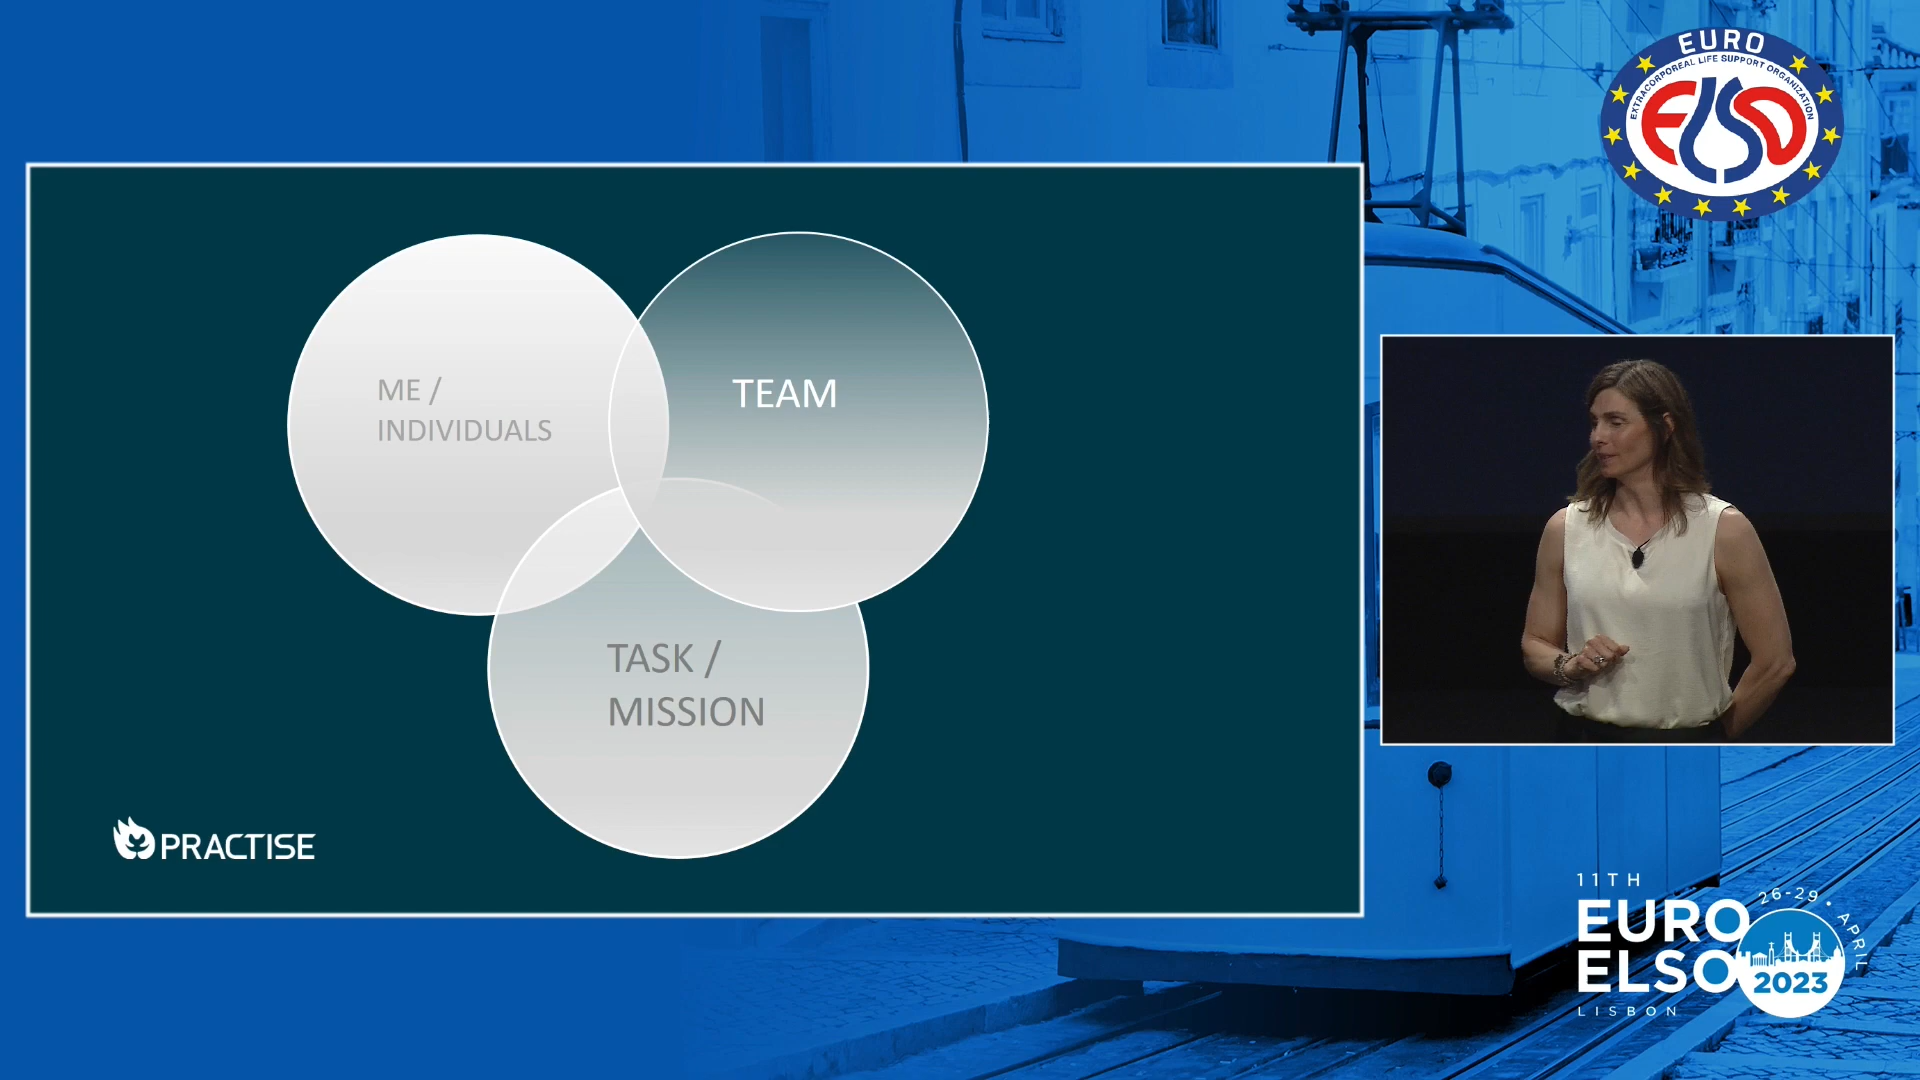 EURO
EXTRACORPOREAL LIFE SUPPORT ORGANIZATION
ELSO
ME /
INDIVIDUALS
TEAM
TASK /
MISSION
PRACTISE
11TH
EURO
ELSO
LISBON
26-29 • APRIL
2023